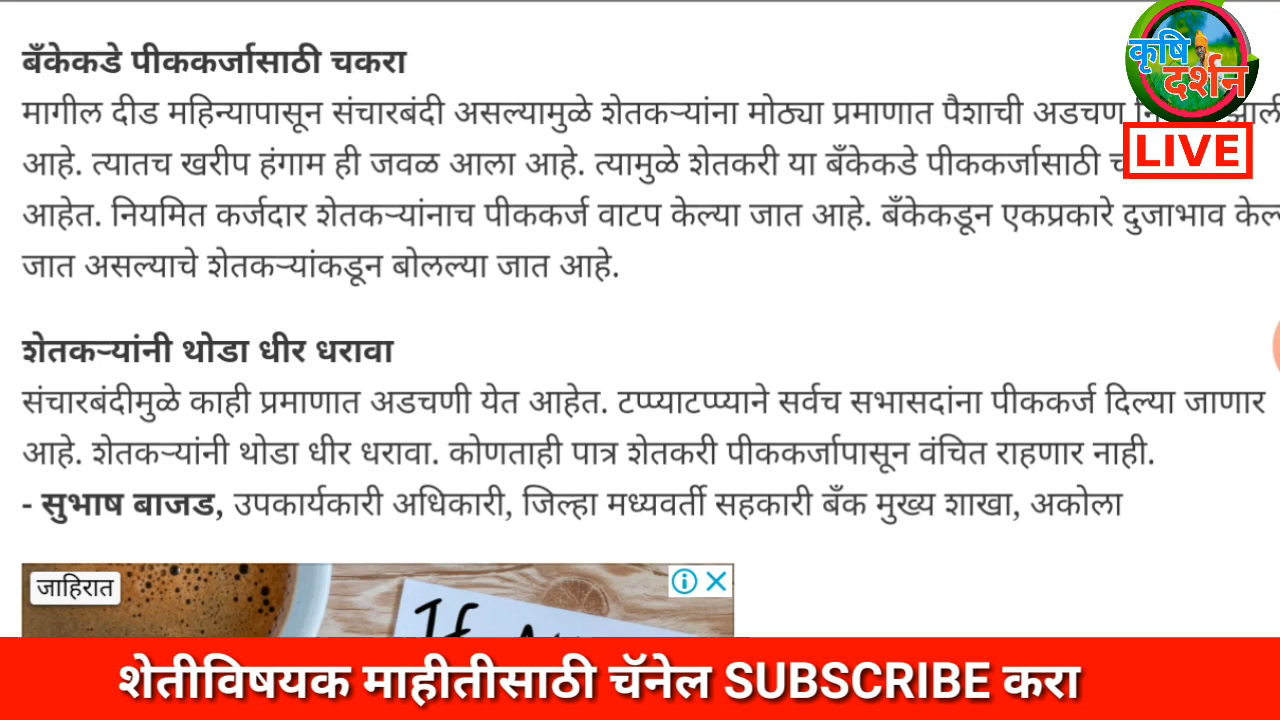 बँकेकडे पीककर्जासाठी चकरा
मागील दीड महिन्यापासून संचारबंदी असल्यामुळे शेतकऱ्यांना मोठ्या प्रमाणात पैशाची अडचण
आहे. त्यातच खरीप हंगाम ही जवळ आला आहे. त्यामुळे शेतकरी या बँकेकडे पीककर्जासाठी
आहेत. नियमित कर्जदार शेतकऱ्यांनाच पीककर्ज वाटप केल्या जात आहे. बँकेकडून एकप्रकारे दुजाभाव
जात असल्याचे शेतकऱ्यांकडून बोलल्या जात आहे.
शेतकऱ्यांनी थोडा धीर धरावा
संचारबंदीमुळे काही प्रमाणात अडचणी येत आहेत. टप्प्याटप्प्याने सर्वच सभासदांना पीककर्ज दिल्या जाणार
आहे. शेतकऱ्यांनी थोडा धीर धरावा. कोणताही पात्र शेतकरी पीककर्जापासून वंचित राहणार नाही.
- सुभाष बाजड, उपकार्यकारी अधिकारी, जिल्हा मध्यवर्ती सहकारी बँक मुख्य शाखा, अकोला
जाहिरात
If
कृषि
दर्शन
LIVE
शेतीविषयक माहीतीसाठी चॅनेल SUBSCRIBE करा